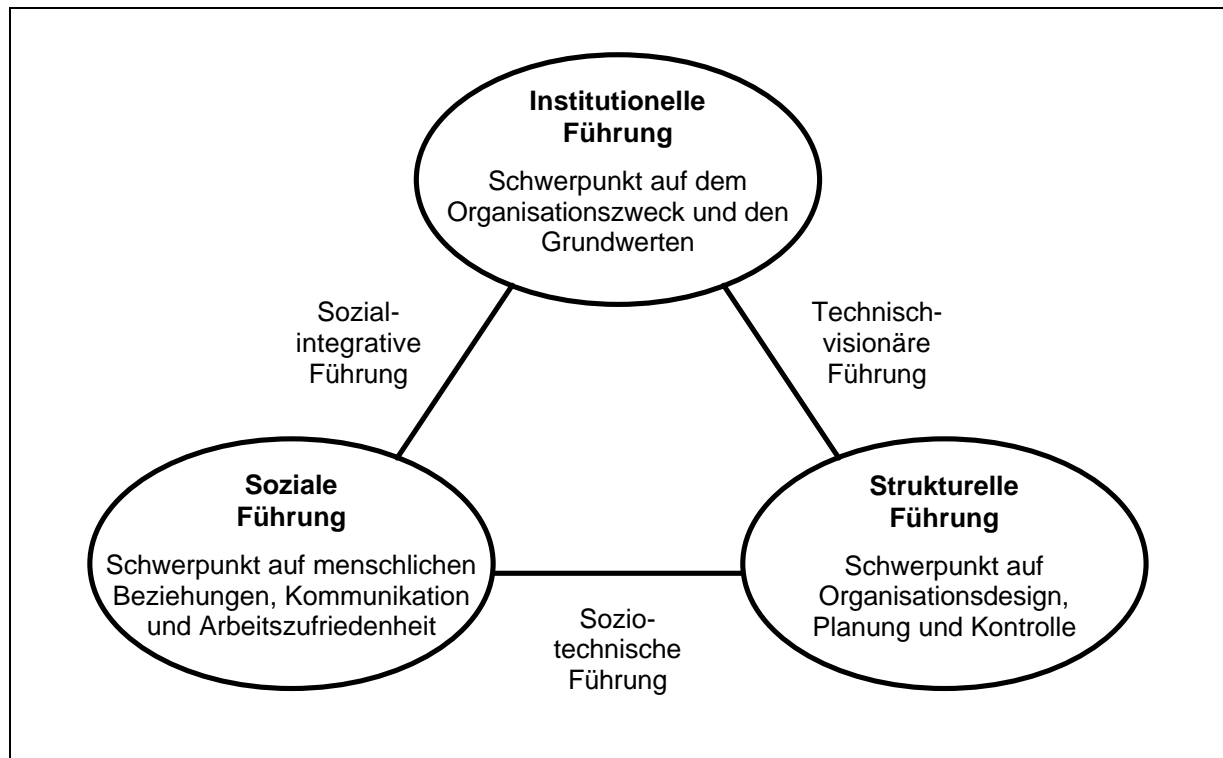 Institutionelle
Führung
Schwerpunkt auf dem
Organisationszweck und den
Grundwerten
Sozial-
integrative
Führung
Technisch-
visionäre
Führung
Soziale
Führung
Schwerpunkt auf menschlichen
Beziehungen, Kommunikation
und Arbeitszufriedenheit
Sozio-
technische
Führung
Strukturelle
Führung
Schwerpunkt auf
Organisationsdesign,
Planung und Kontrolle